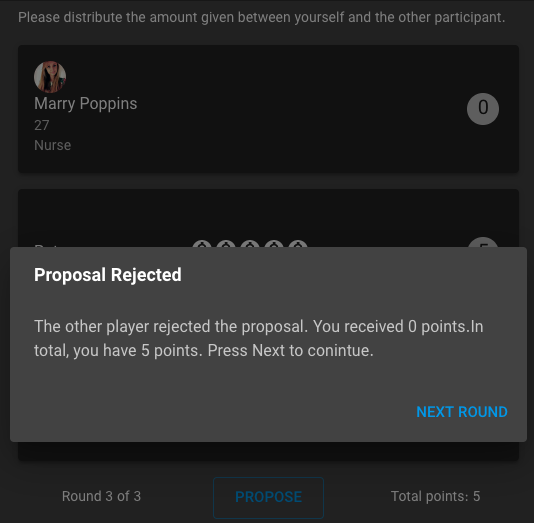 Please distribute the amount given between yourself and the other participant.
Marry Poppins
0
27
Nurse
Proposal Rejected
The other player rejected the proposal. You received 0 points.In
total, you have 5 points. Press Next to conintue.
NEXT ROUND
Round 3 of 3
PROPOSE
Total points: 5